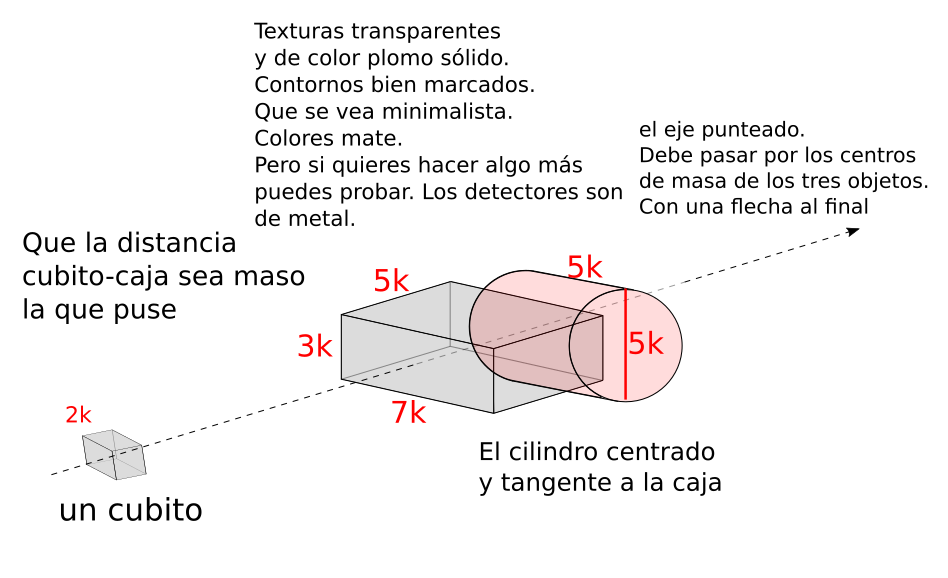 Texturas transparentes
y de color plomo sólido.
Contornos bien marcados.
Que se vea minimalista.
Colores mate.
Pero si quieres hacer algo más
puedes probar. Los detectores son
de metal.
el eje punteado.
Debe pasar por los centros
de masa de los tres objetos.
Con una flecha al final
Que la distancia
cubito-caja sea maso
la que puse
5k
5k
3k
5k
7k
2k
El cilindro centrado
y tangente a la caja
un cubito